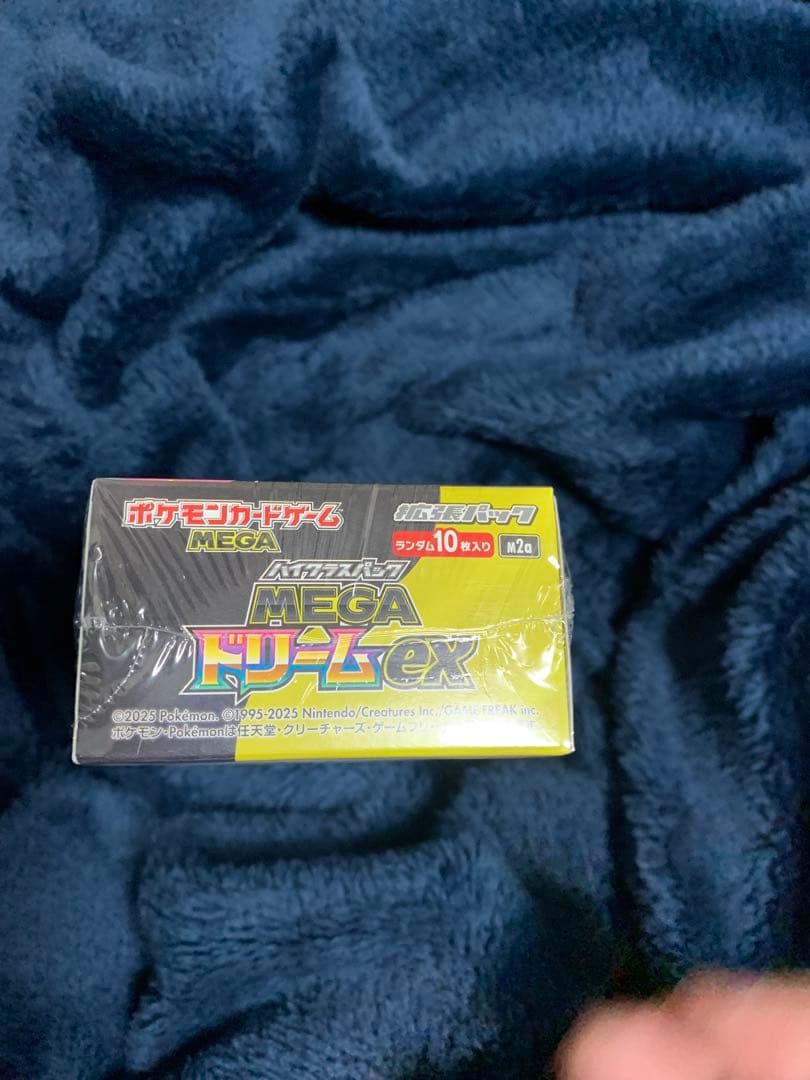 ポケモンカードゲーム
MEGA
拡張パック
ランダム10枚入り M2a
ハイクラスパック
MEGA
ドリームex
©2025 Pokémon. ©1995-2025 Nintendo/Creatures Inc./GAME FREAK inc.
ポケモン・Pokémonは任天堂・クリーチャーズ・ゲームフリー